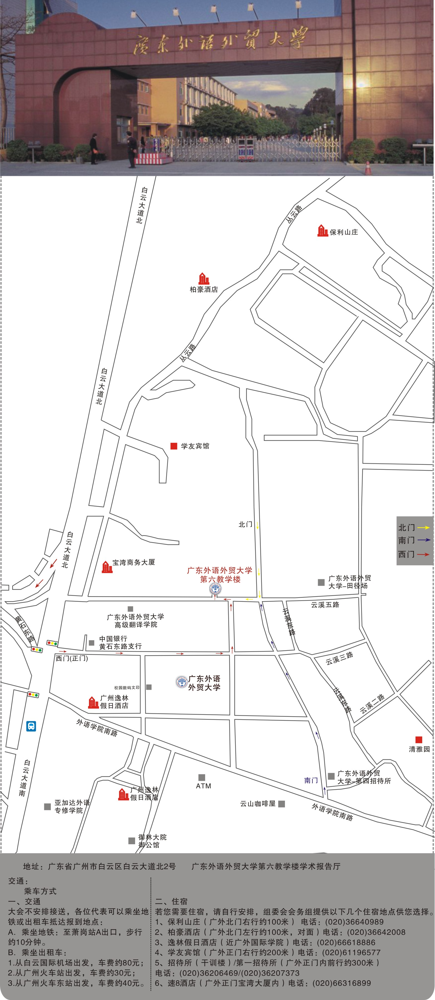 廣東外語外貿大學
白云大道北
丛云路
保利山庄
柏豪酒店
丛云路
白云大道北
学友宾馆
北门
北门
南门
西门
白云大道北
宝湾商务大厦
广东外语外贸大学
第六教学楼
广东外语外贸
大学–田径场
云溪五路
广东外语外贸大学
高级翻译学院
云溪东路
黄石东路
中国银行
黄石东路支行
西门(正门)
云溪三路
广东外语
外贸大学
校园数码文印
广州逸林
假日酒店
云溪东路
云溪二路
外语学院南路
清雅园
白云大道南
广东外语外贸
大学–第四招待所
南门
ATM
广州逸林
假日酒店
亚加达外语
专修学院
云山咖啡屋
外语学院南路
御林大院
御公馆
地址：广东省广州市白云区白云大道北2号 广东外语外贸大学第六教学楼学术报告厅
交通：
乘车方式
一、交通
大会不安排接送，各位代表可以乘坐地
铁或出租车抵达报到地点：
A. 乘坐地铁：至萧岗站A出口，步行
约10分钟。
B. 乘坐出租车：
1.从白云国际机场出发，车费约80元；
2.从广州火车站出发，车费约30元；
3.从广州火车东站出发，车费约40元。
二、住宿
若您需要住宿，请自行安排，组委会会务组提供以下几个住宿地点供您选择。
1、保利山庄（广外北门右行约100米） 电话：(020)36640989
2、柏豪酒店（广外北门左行约100米，对面）电话：(020)36642008
3、逸林假日酒店（近广外国际学院）电话：(020)66618886
4、学友宾馆（广外正门右行约200米）电话：(020)61196577
5、招待所（干训楼）/第一招待所（广外正门内前行约300米）
电话：(020)36206469/(020)36207373
6、速8酒店（广外正门宝湾大厦内）电话：(020)66316899